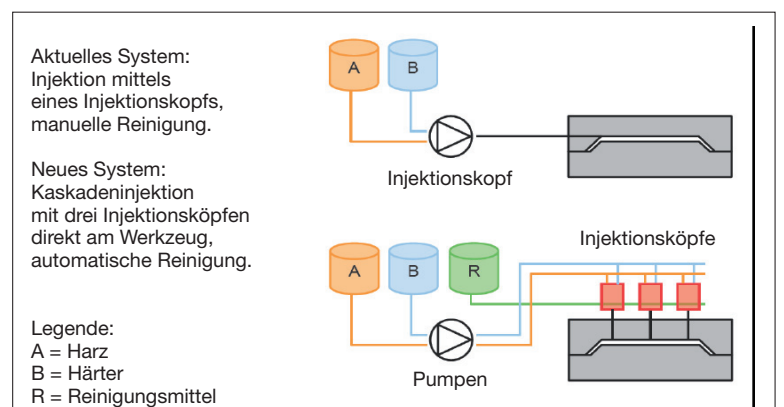 Aktuelles System:
Injektion mittels
eines Injektionskopfs,
manuelle Reinigung.
Neues System:
Kaskadeninjektion
mit drei Injektionsköpfen
direkt am Werkzeug,
automatische Reinigung.
Legende:
A = Harz
B = Härter
R = Reinigungsmittel
A B
Injektionskopf
Injektionsköpfe
A B R
Pumpen